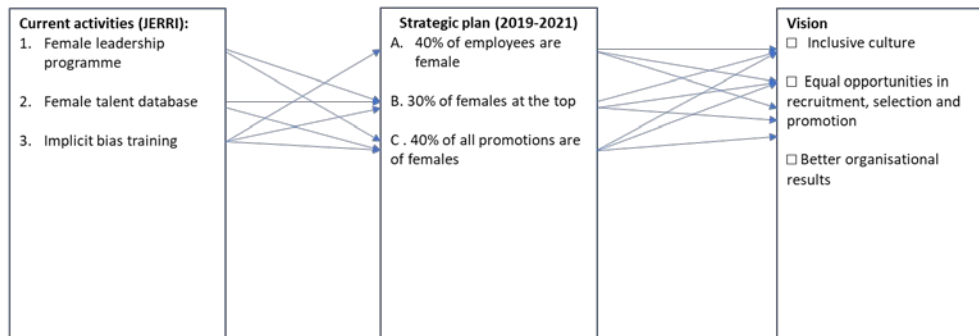 Current activities (JERRI):
1. Female leadership
programme
2. Female talent database
3. Implicit bias training
Strategic plan (2019-2021)
A. 40% of employees are
female
B. 30% of females at the top
C . 40% of all promotions are
of females
Vision
☐ Inclusive culture
☐ Equal opportunities in
recruitment, selection and
promotion
☐ Better organisational
results